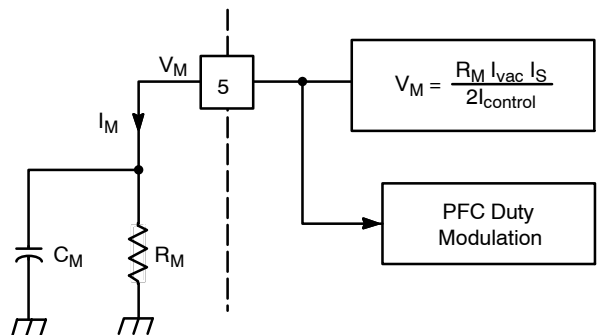 V_M
5
V_M = R_M I_vac I_S / 2I_control
I_M
PFC Duty
Modulation
C_M
R_M